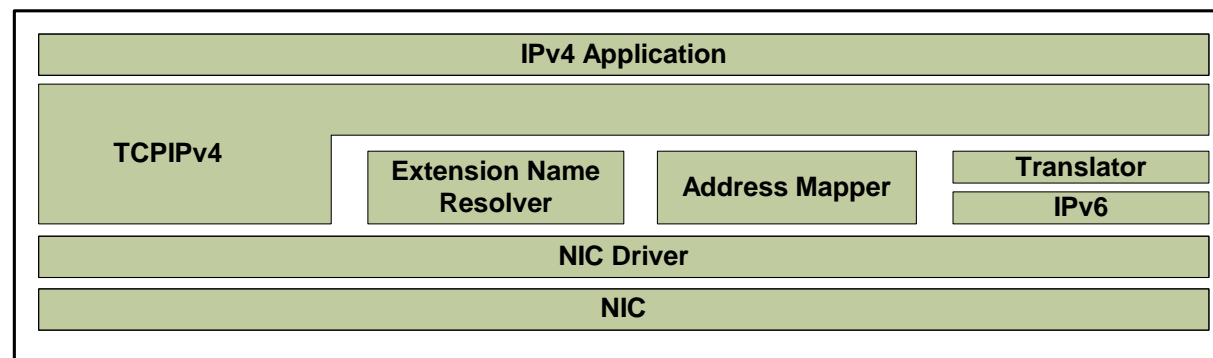 IPv4 Application
TCPIPv4
Extension Name
Resolver
Address Mapper
Translator
IPv6
NIC Driver
NIC